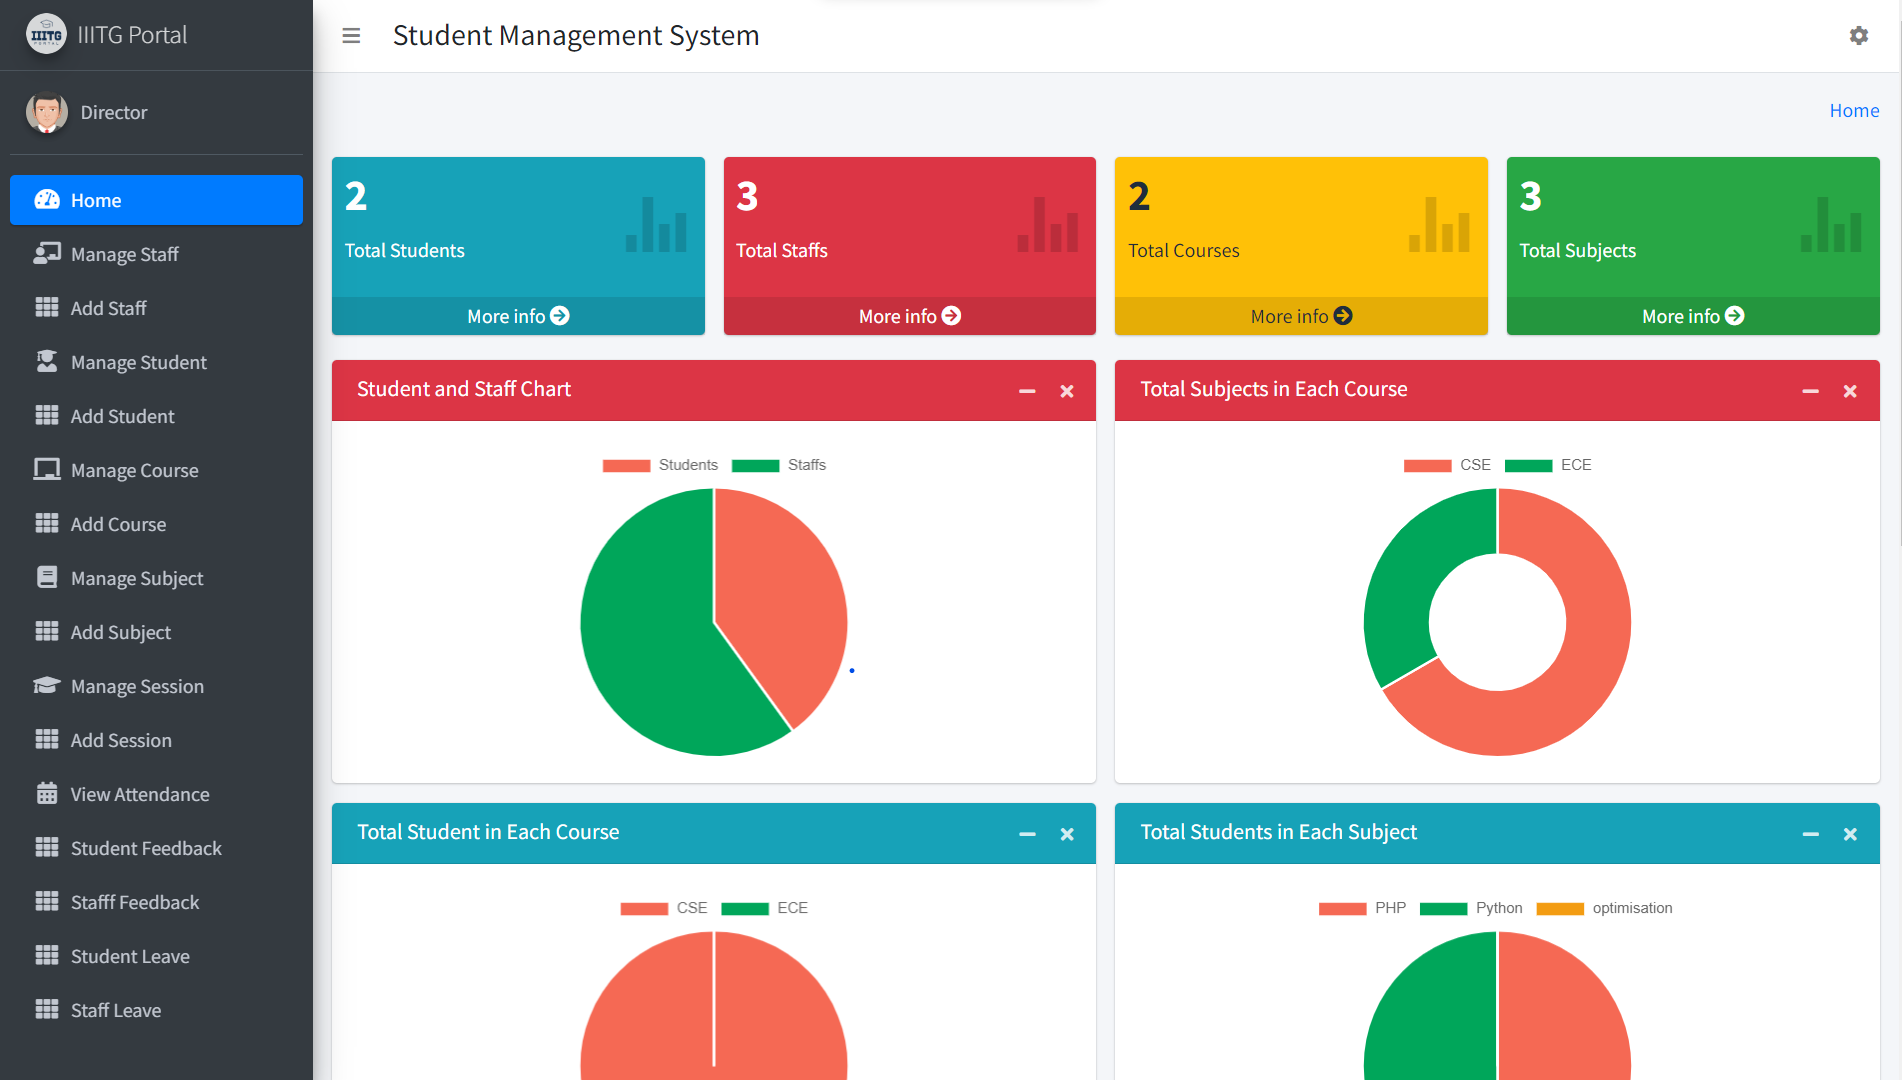 IIITG Portal
IIITG
PORTAL
Director
Home
Manage Staff
Add Staff
Manage Student
Add Student
Manage Course
Add Course
Manage Subject
Add Subject
Manage Session
Add Session
View Attendance
Student Feedback
Stafff Feedback
Student Leave
Staff Leave
Student Management System
Home
2
Total Students
More info
3
Total Staffs
More info
2
Total Courses
More info
3
Total Subjects
More info
Student and Staff Chart
Students Staffs
Total Subjects in Each Course
CSE ECE
Total Student in Each Course
CSE ECE
Total Students in Each Subject
PHP Python optimisation